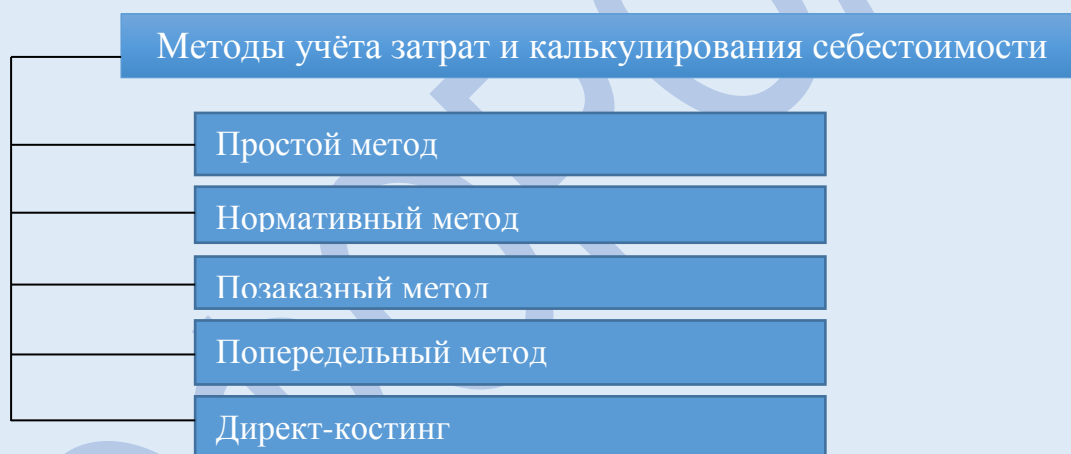 Методы учёта затрат и калькулирования себестоимости
Простой метод
Нормативный метод
Позаказный метод
Попередельный метод
Директ-костинг